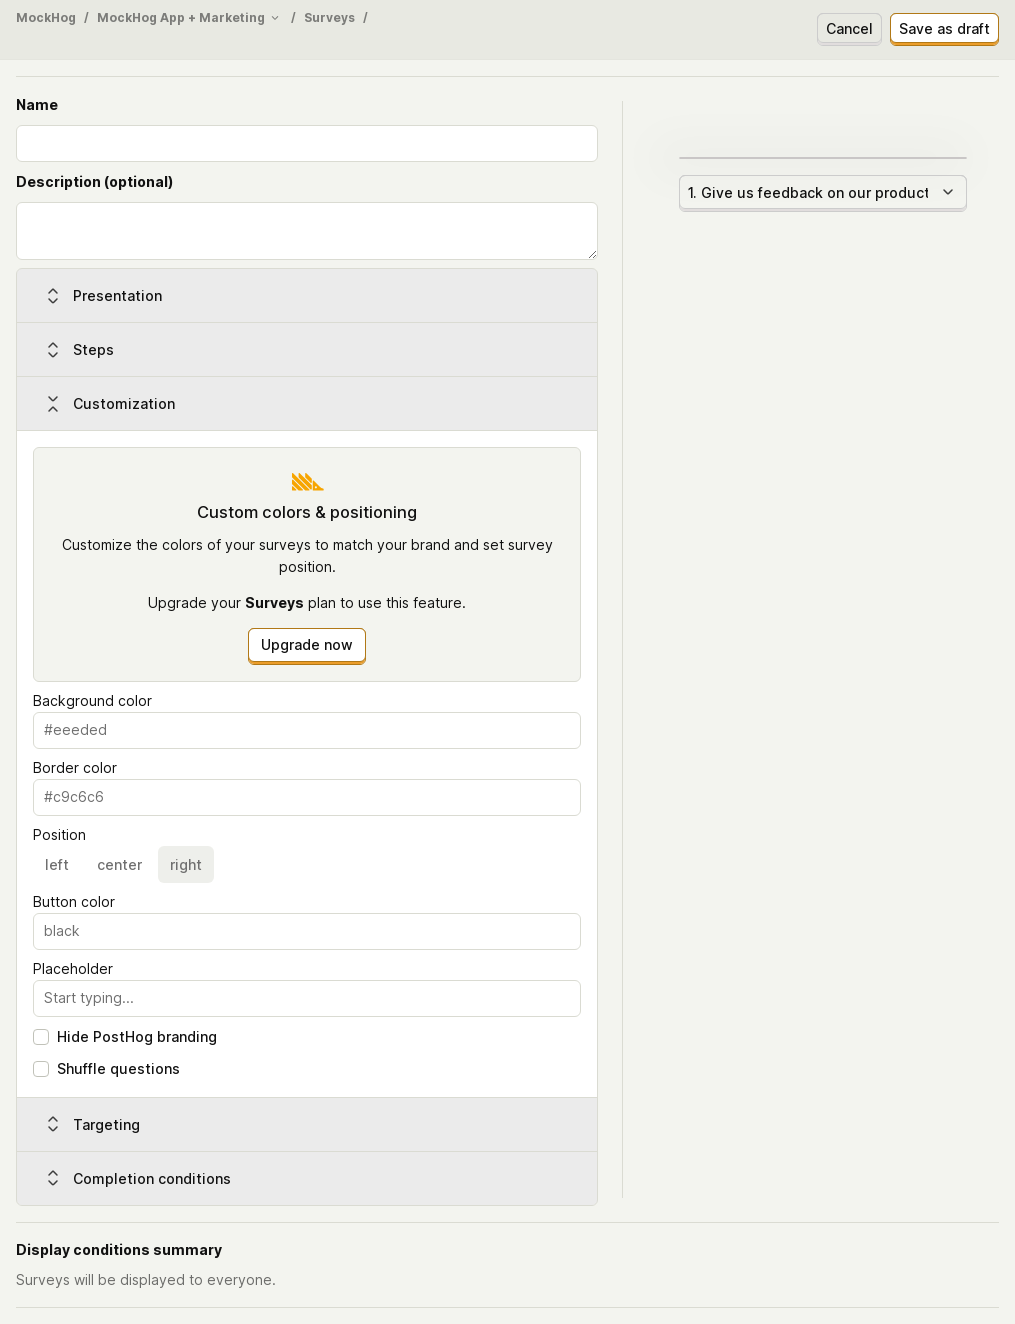 MockHog / MockHog App + Marketing / Surveys /
Cancel
Save as draft
Name
Description (optional)
Presentation
Steps
Customization
Custom colors & positioning
Customize the colors of your surveys to match your brand and set survey
position.
Upgrade your Surveys plan to use this feature.
Upgrade now
Background color
#eeeded
Border color
#c9c6c6
Position
left center right
Button color
black
Placeholder
Start typing...
Hide PostHog branding
Shuffle questions
Targeting
Completion conditions
1. Give us feedback on our product
Display conditions summary
Surveys will be displayed to everyone.